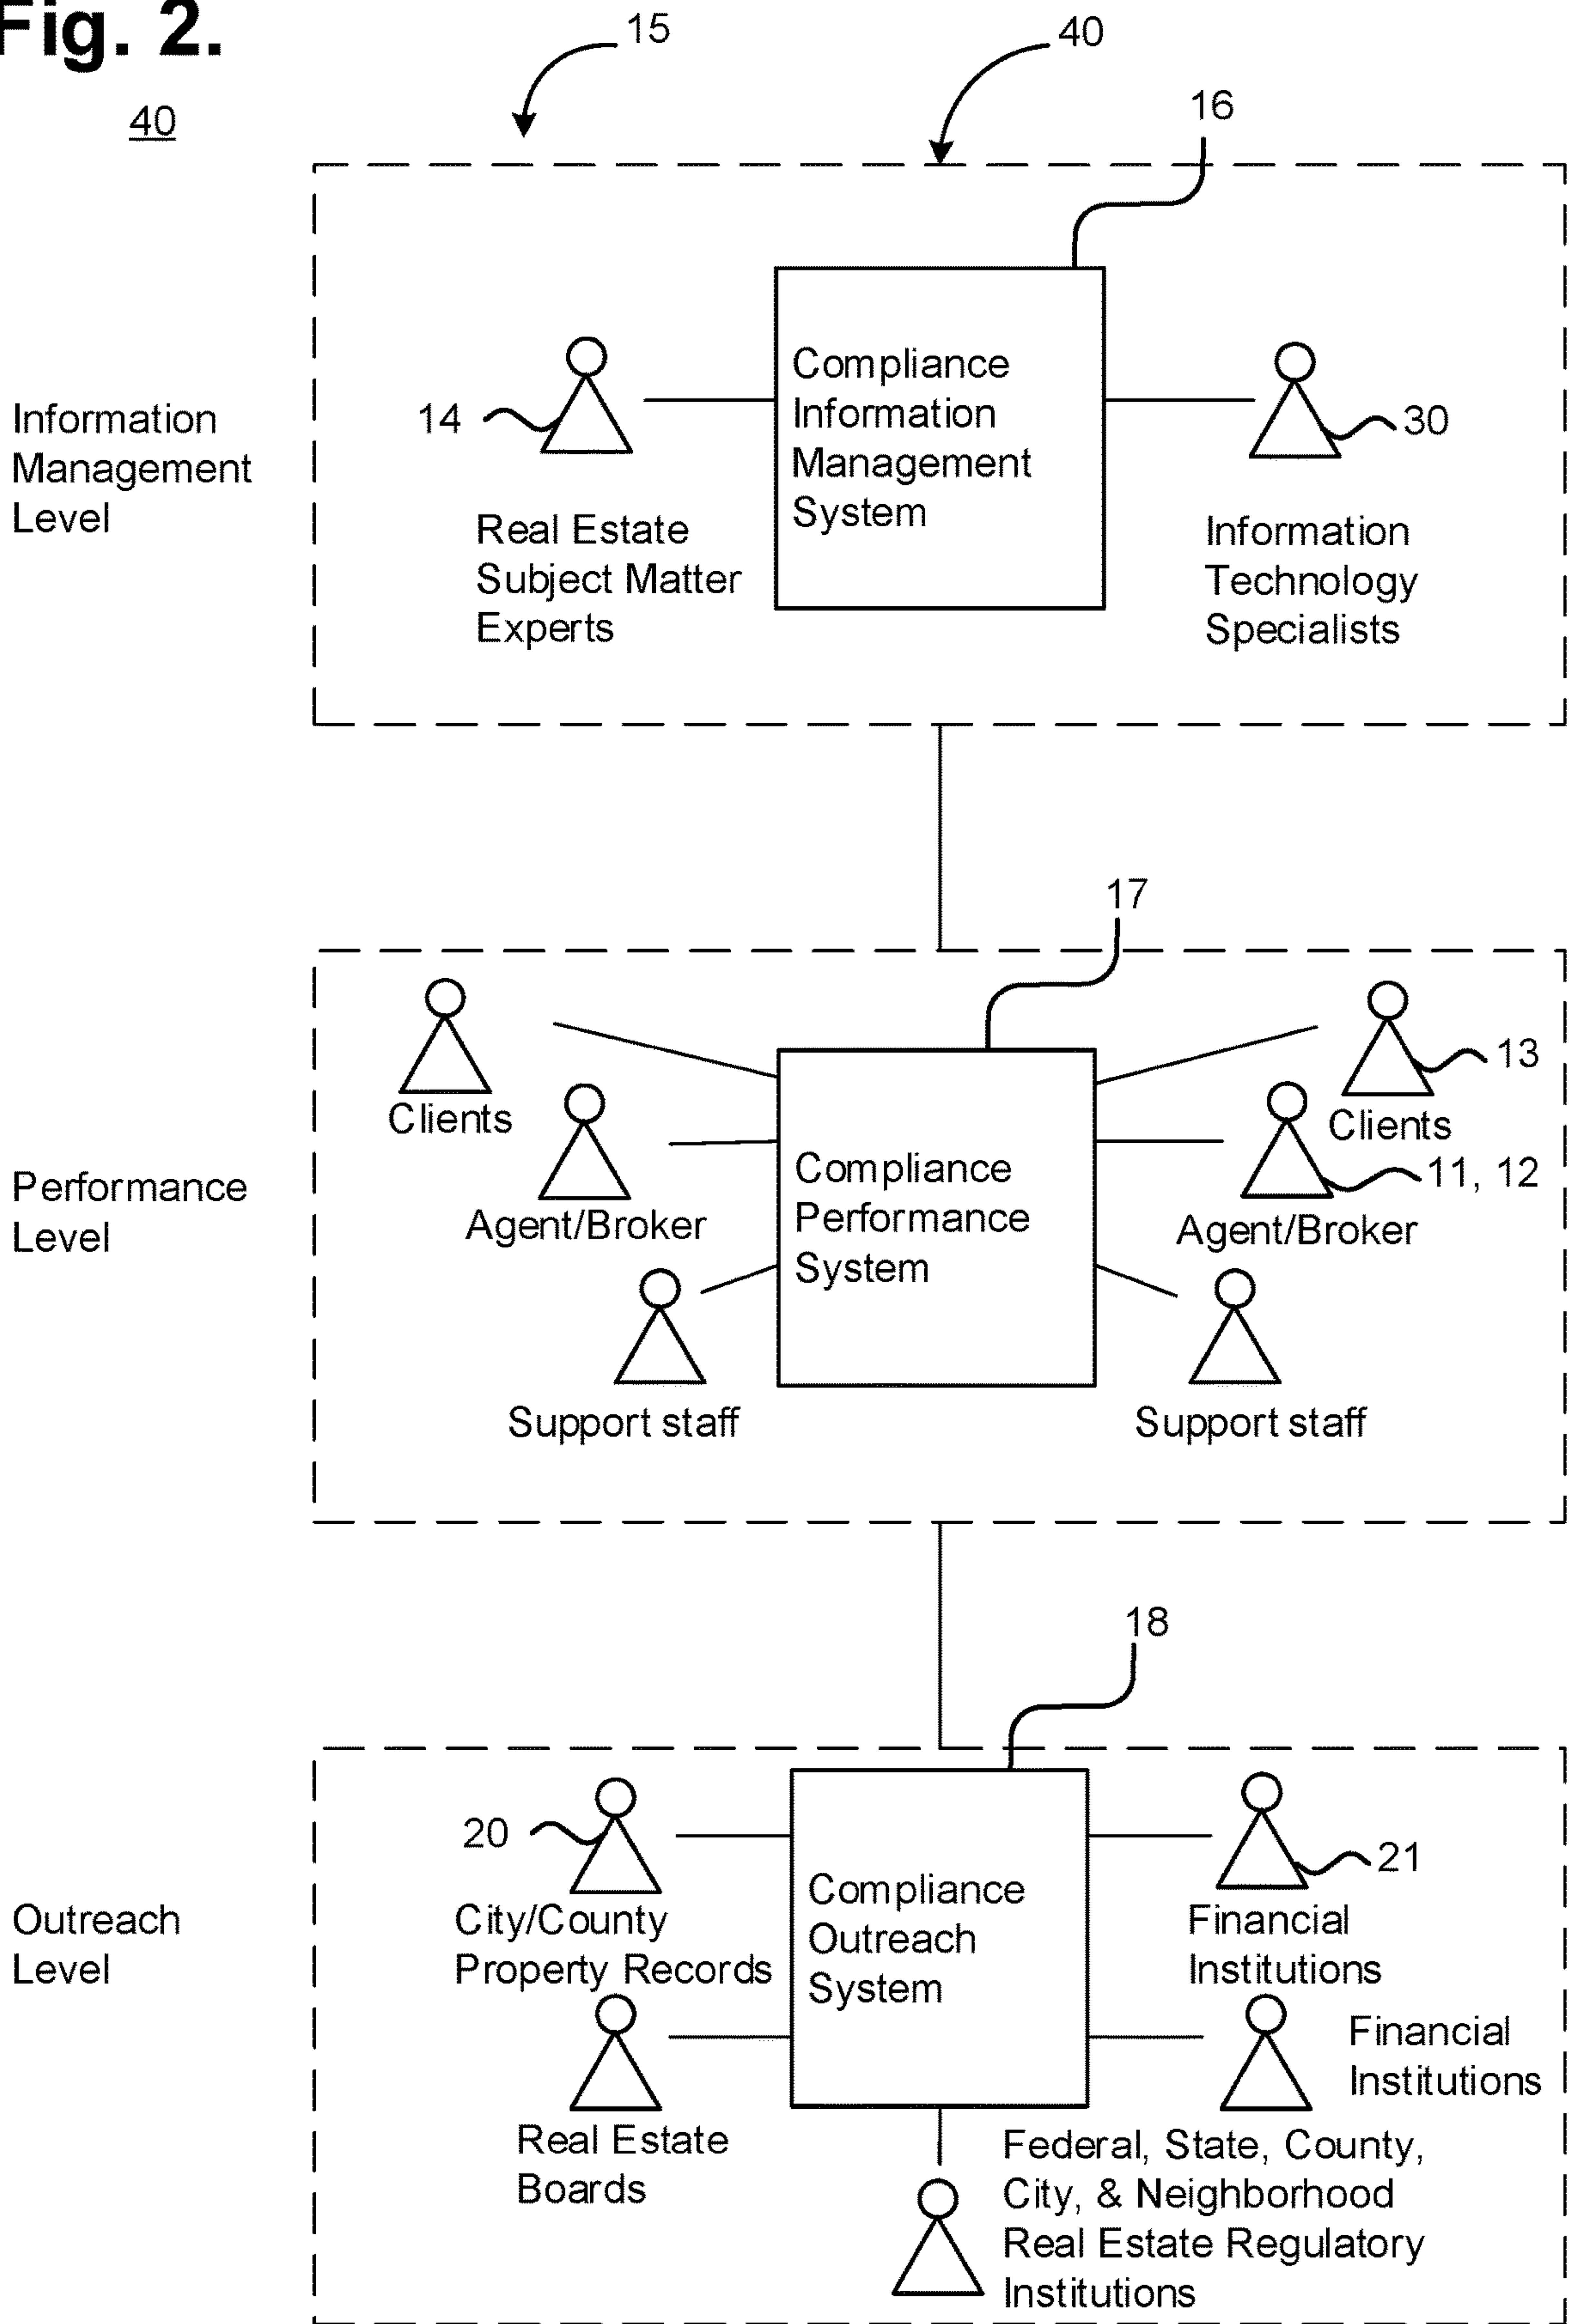 Fig. 2.
15
40
40
16
Information
Management
Level
14
Real Estate
Subject Matter
Experts
Compliance
Information
Management
System
30
Information
Technology
Specialists
17
Performance
Level
Clients
Agent/Broker
Support staff
Compliance
Performance
System
13
Clients
11, 12
Agent/Broker
Support staff
18
Outreach
Level
20
City/County
Property Records
Real Estate
Boards
Compliance
Outreach
System
21
Financial
Institutions
Financial
Institutions
Federal, State, County,
City, & Neighborhood
Real Estate Regulatory
Institutions